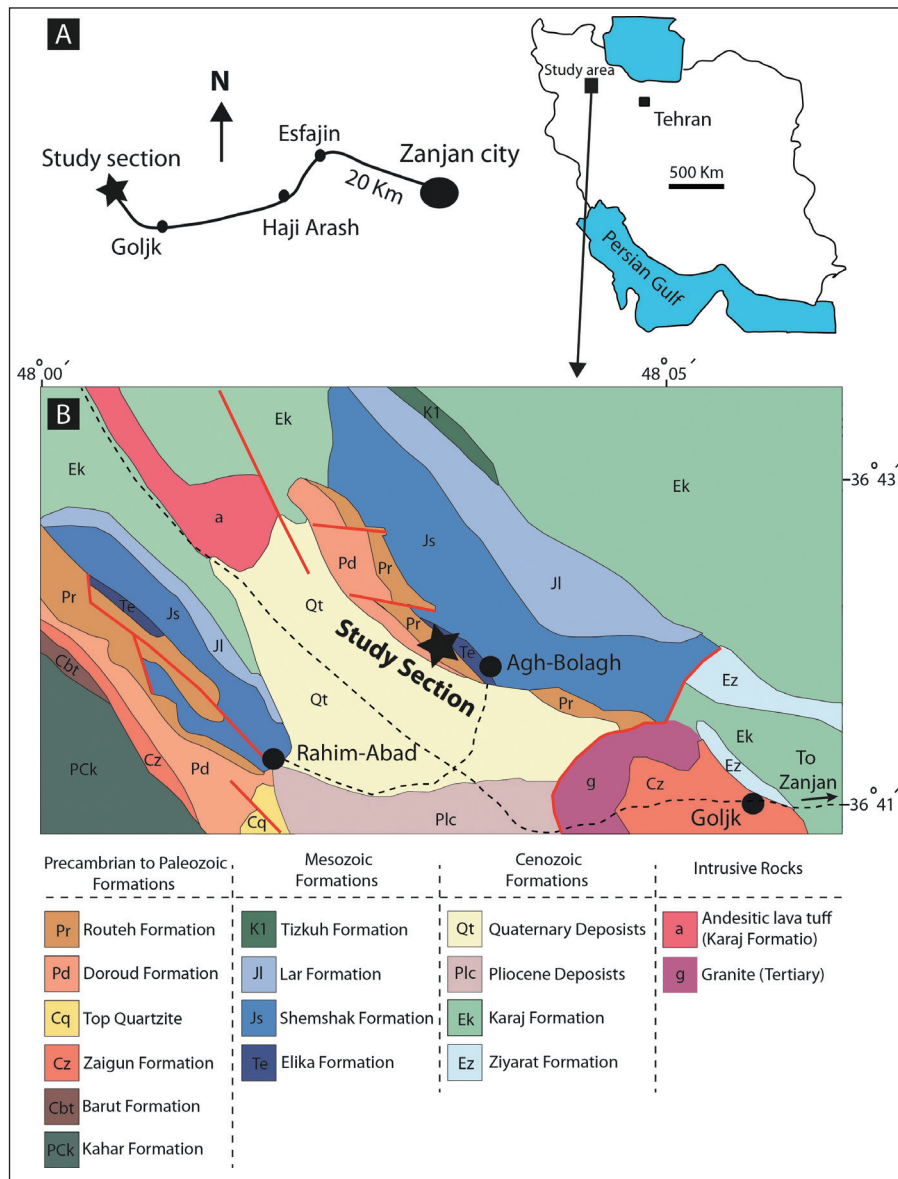 A
N
Study section
Esfajin
Zanjan city
20 Km
Haji Arash
Goljk
Study area
Tehran
500 Km
Persian Gulf
48° 00´
48° 05´
B
K1
Ek
Ek
Ek
36° 43´
a
Js
Pd
Pr
Jl
Qt
Pr
Te
Js
Pr
Te
Study Section
Agh-Bolagh
Jl
Cbt
Ez
Qt
Pr
Ek
Rahim-Abad
To
Zanjan
Ez
PCk
Cz
Pd
g
Cz
Goljk
36° 41´
Cq
Plc
Precambrian to Paleozoic
Formations
Mesozoic
Formations
Cenozoic
Formations
Intrusive Rocks
Pr Routeh Formation
Pd Doroud Formation
Cq Top Quartzite
Cz Zaigun Formation
Cbt Barut Formation
PCk Kahar Formation
K1 Tizkuh Formation
Jl Lar Formation
Js Shemshak Formation
Te Elika Formation
Qt Quaternary Deposists
Plc Pliocene Deposists
Ek Karaj Formation
Ez Ziyarat Formation
a Andesitic lava tuff
(Karaj Formatio)
g Granite (Tertiary)